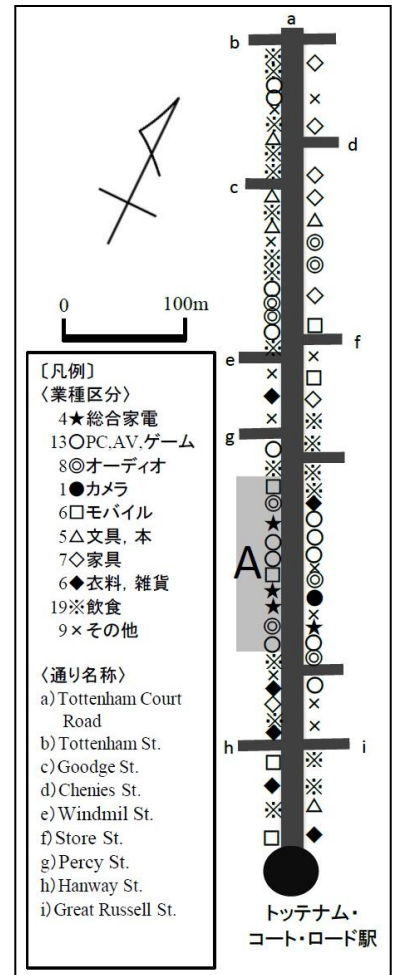 a
b
d
c
0 100m
f
e
g
A
h
i
〔凡例〕
〈業種区分〉
4★総合家電
13○PC,AV,ゲーム
8◎オーディオ
1●カメラ
6□モバイル
5△文具, 本
7◇家具
6◆衣料, 雑貨
19※飲食
9×その他
〈通り名称〉
a)Tottenham Court
Road
b)Tottenham St.
c)Goodge St.
d)Chenies St.
e)Windmil St.
f)Store St.
g)Percy St.
h)Hanway St.
i)Great Russell St.
トッテナム・
コート・ロード駅